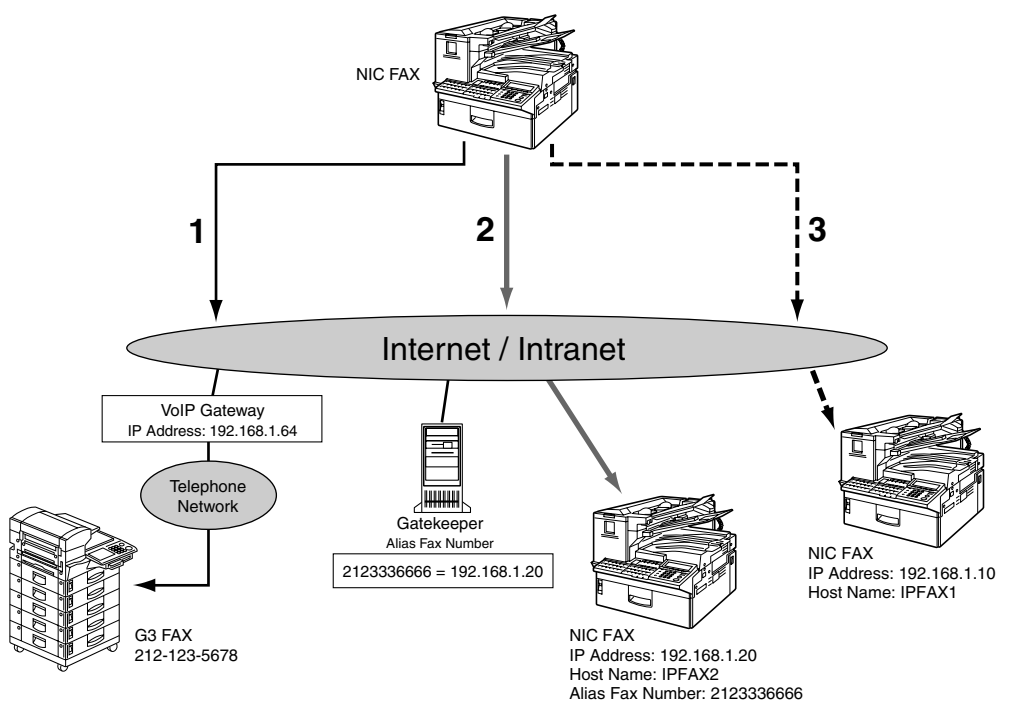 NIC FAX
1
2
3
Internet / Intranet
VoIP Gateway
IP Address: 192.168.1.64
Telephone
Network
G3 FAX
212-123-5678
Gatekeeper
Alias Fax Number
2123336666 = 192.168.1.20
NIC FAX
IP Address: 192.168.1.20
Host Name: IPFAX2
Alias Fax Number: 2123336666
NIC FAX
IP Address: 192.168.1.10
Host Name: IPFAX1